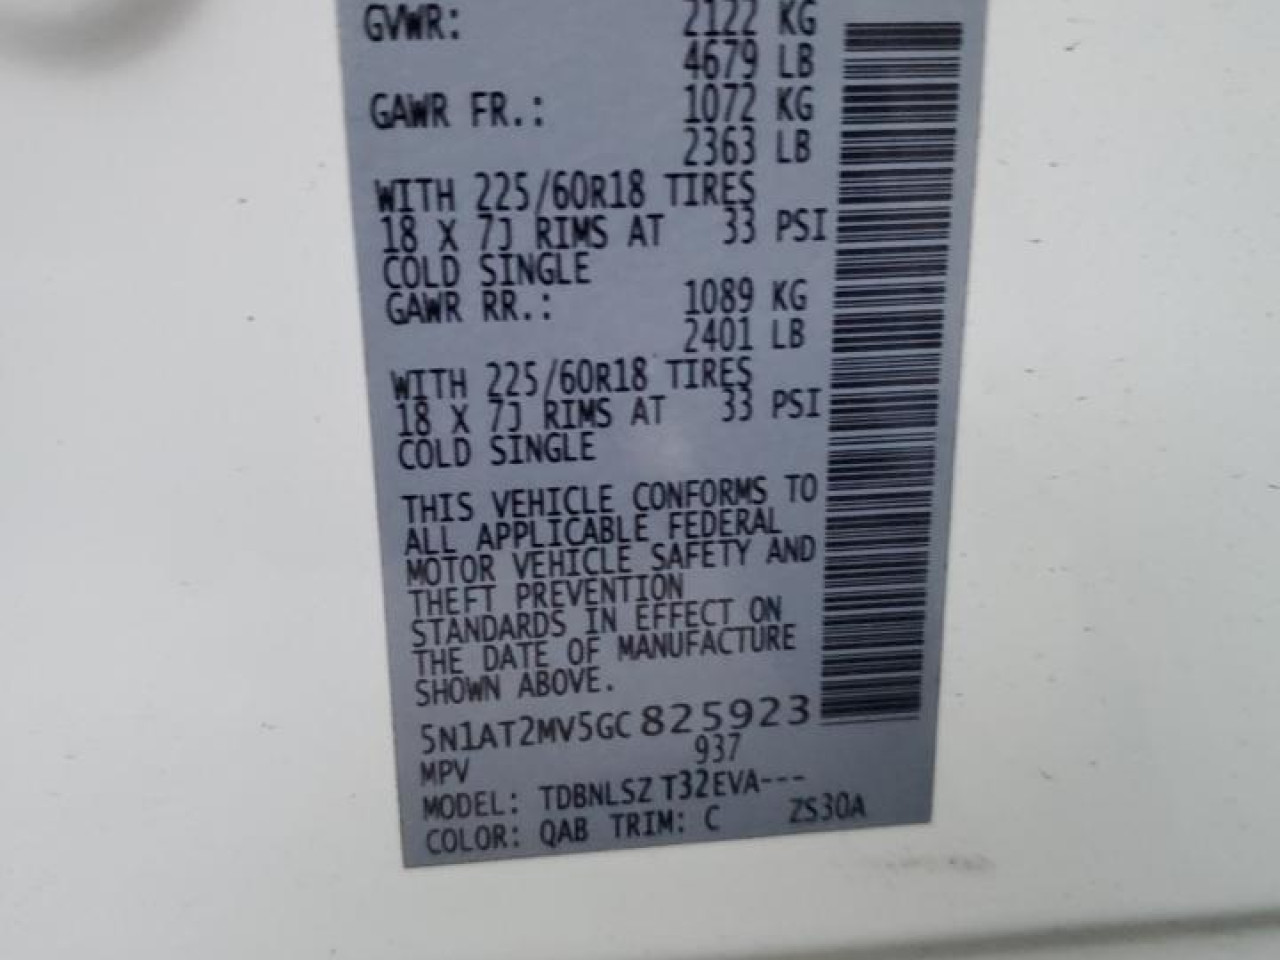 GVWR: 2122 KG
4679 LB
GAWR FR.: 1072 KG
2363 LB
WITH 225/60R18 TIRES
18 X 7J RIMS AT 33 PSI
COLD SINGLE
GAWR RR.: 1089 KG
2401 LB
WITH 225/60R18 TIRES
18 X 7J RIMS AT 33 PSI
COLD SINGLE
THIS VEHICLE CONFORMS TO
ALL APPLICABLE FEDERAL
MOTOR VEHICLE SAFETY AND
THEFT PREVENTION
STANDARDS IN EFFECT ON
THE DATE OF MANUFACTURE
SHOWN ABOVE.
5N1AT2MV5GC825923
MPV 937
MODEL: TDBNLSZ T32EVA---
COLOR: QAB TRIM: C ZS30A